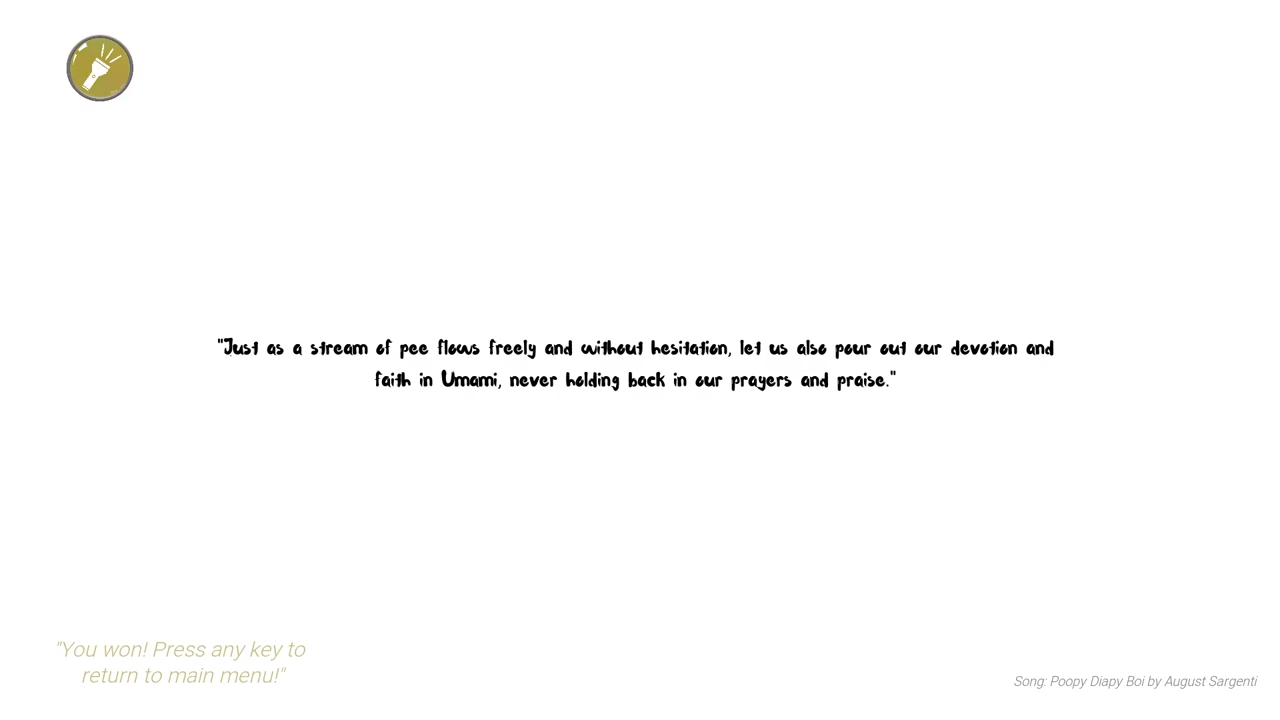 "Just as a stream of pee flows freely and without hesitation, let us also pour out our devotion and
faith in Umami, never holding back in our prayers and praise."
"You won! Press any key to
return to main menu!"
Song: Poopy Diapy Boi by August Sargenti